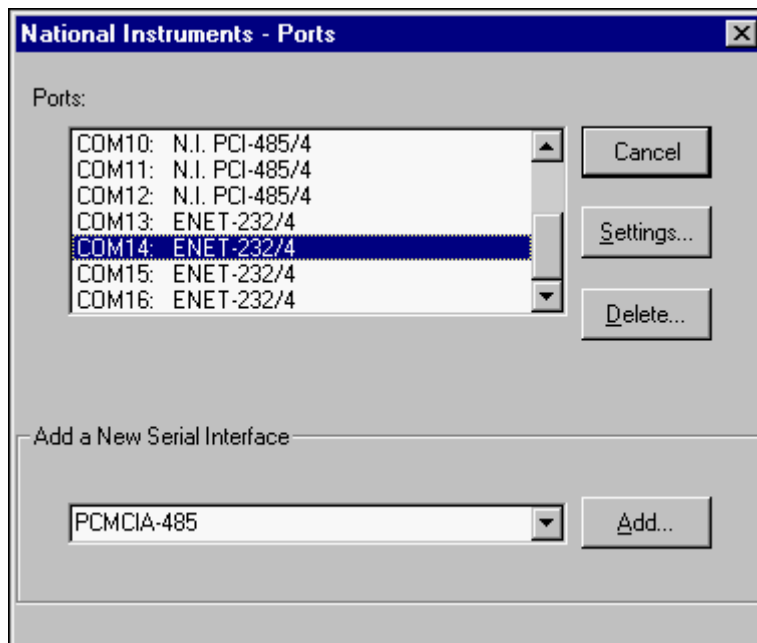 National Instruments - Ports
Ports:
COM10: N.I. PCI-485/4
COM11: N.I. PCI-485/4
COM12: N.I. PCI-485/4
COM13: ENET-232/4
COM14: ENET-232/4
COM15: ENET-232/4
COM16: ENET-232/4
Cancel
Settings...
Delete...
Add a New Serial Interface
PCMCIA-485
Add...